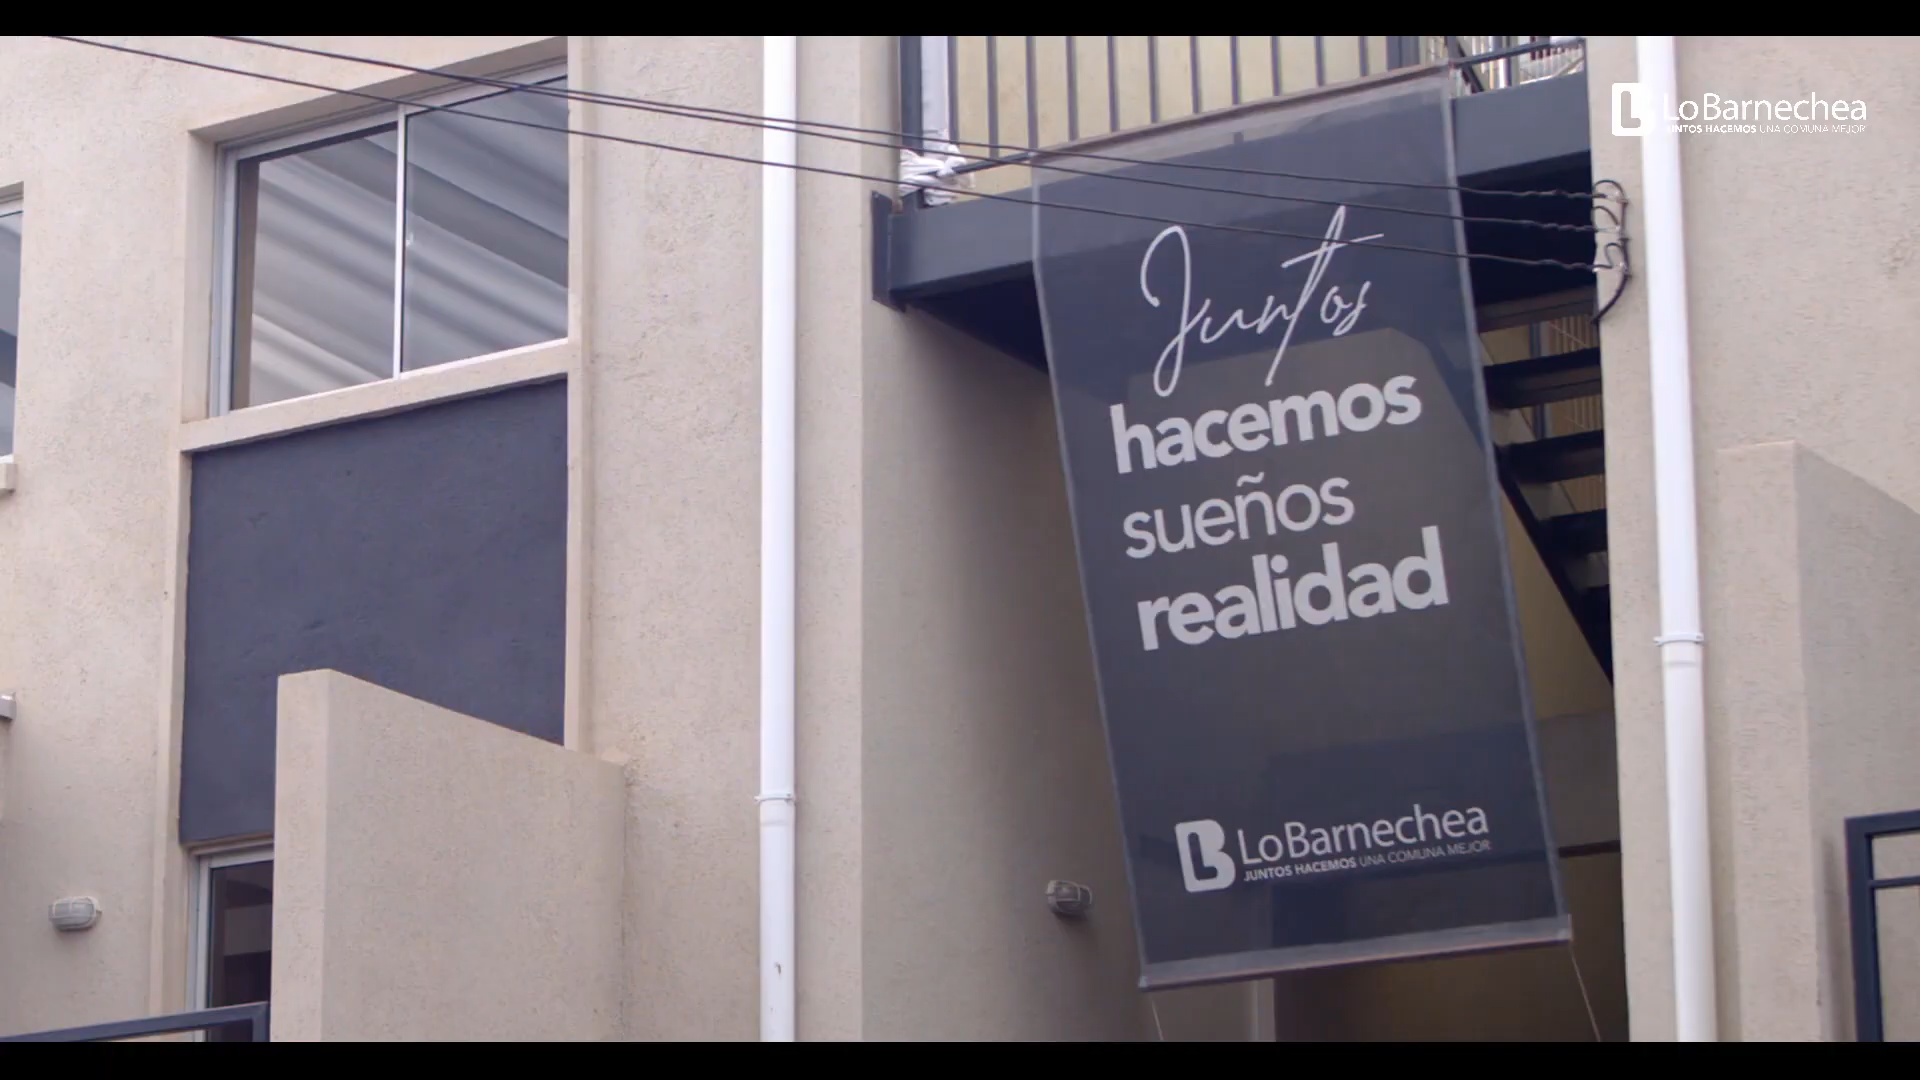 LoBarnechea
JUNTOS HACEMOS UNA COMUNA MEJOR
Juntos
hacemos
sueños
realidad
LoBarnechea
JUNTOS HACEMOS UNA COMUNA MEJOR